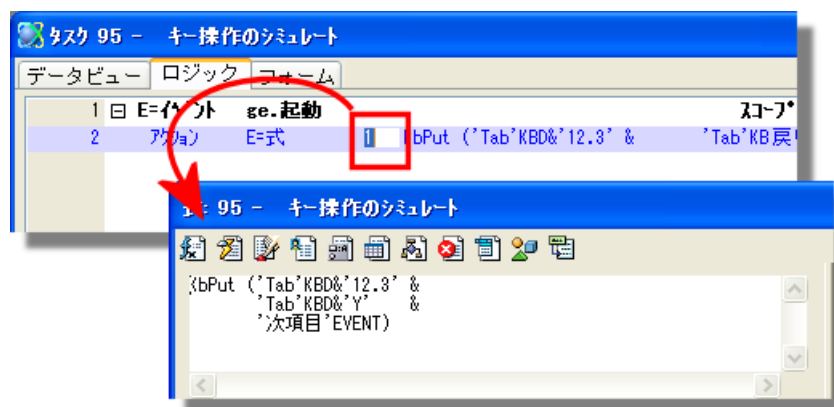 タスク 95 - キー操作のシミュレート
データビュー ロジック フォーム
1 E=イベント ge.起動 スコープ
2 アクション E=式 1 KbPut ('Tab'KBD&'12.3' & 'Tab'KB 戻り
式: 95 - キー操作のシミュレート
KbPut ('Tab'KBD&'12.3' &
'Tab'KBD&'Y' &
'次項目'EVENT)